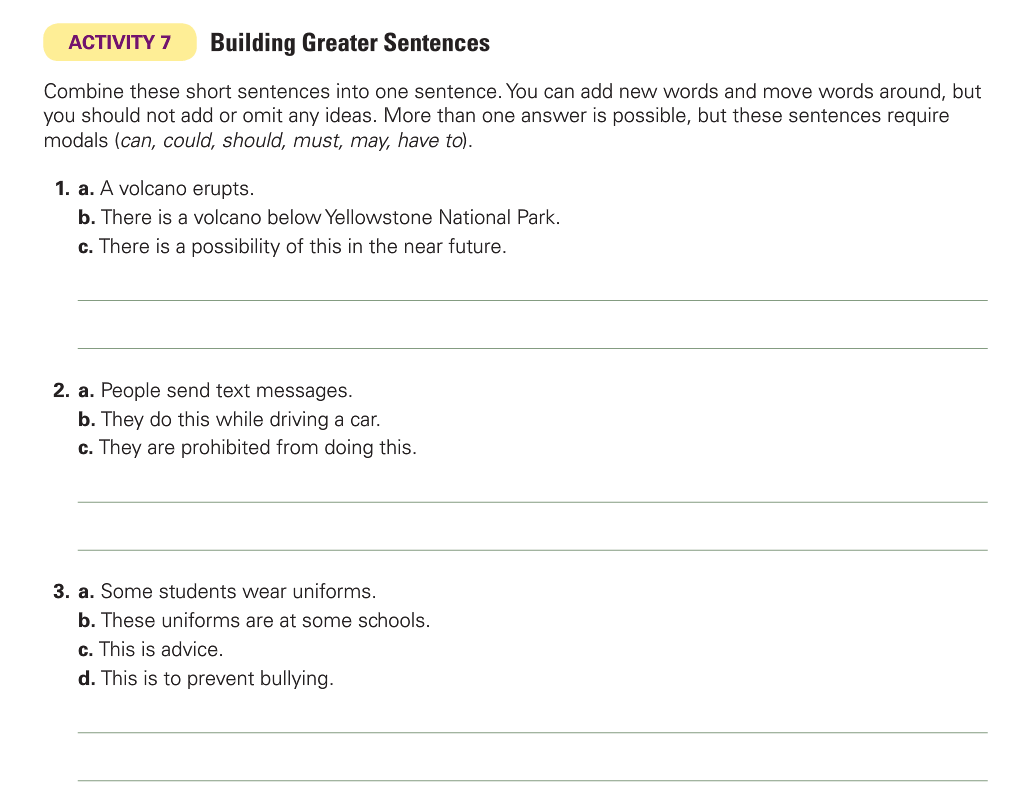 ACTIVITY 7 Building Greater Sentences
Combine these short sentences into one sentence. You can add new words and move words around, but
you should not add or omit any ideas. More than one answer is possible, but these sentences require
modals (can, could, should, must, may, have to).
1. a. A volcano erupts.
b. There is a volcano below Yellowstone National Park.
c. There is a possibility of this in the near future.
2. a. People send text messages.
b. They do this while driving a car.
c. They are prohibited from doing this.
3. a. Some students wear uniforms.
b. These uniforms are at some schools.
c. This is advice.
d. This is to prevent bullying.